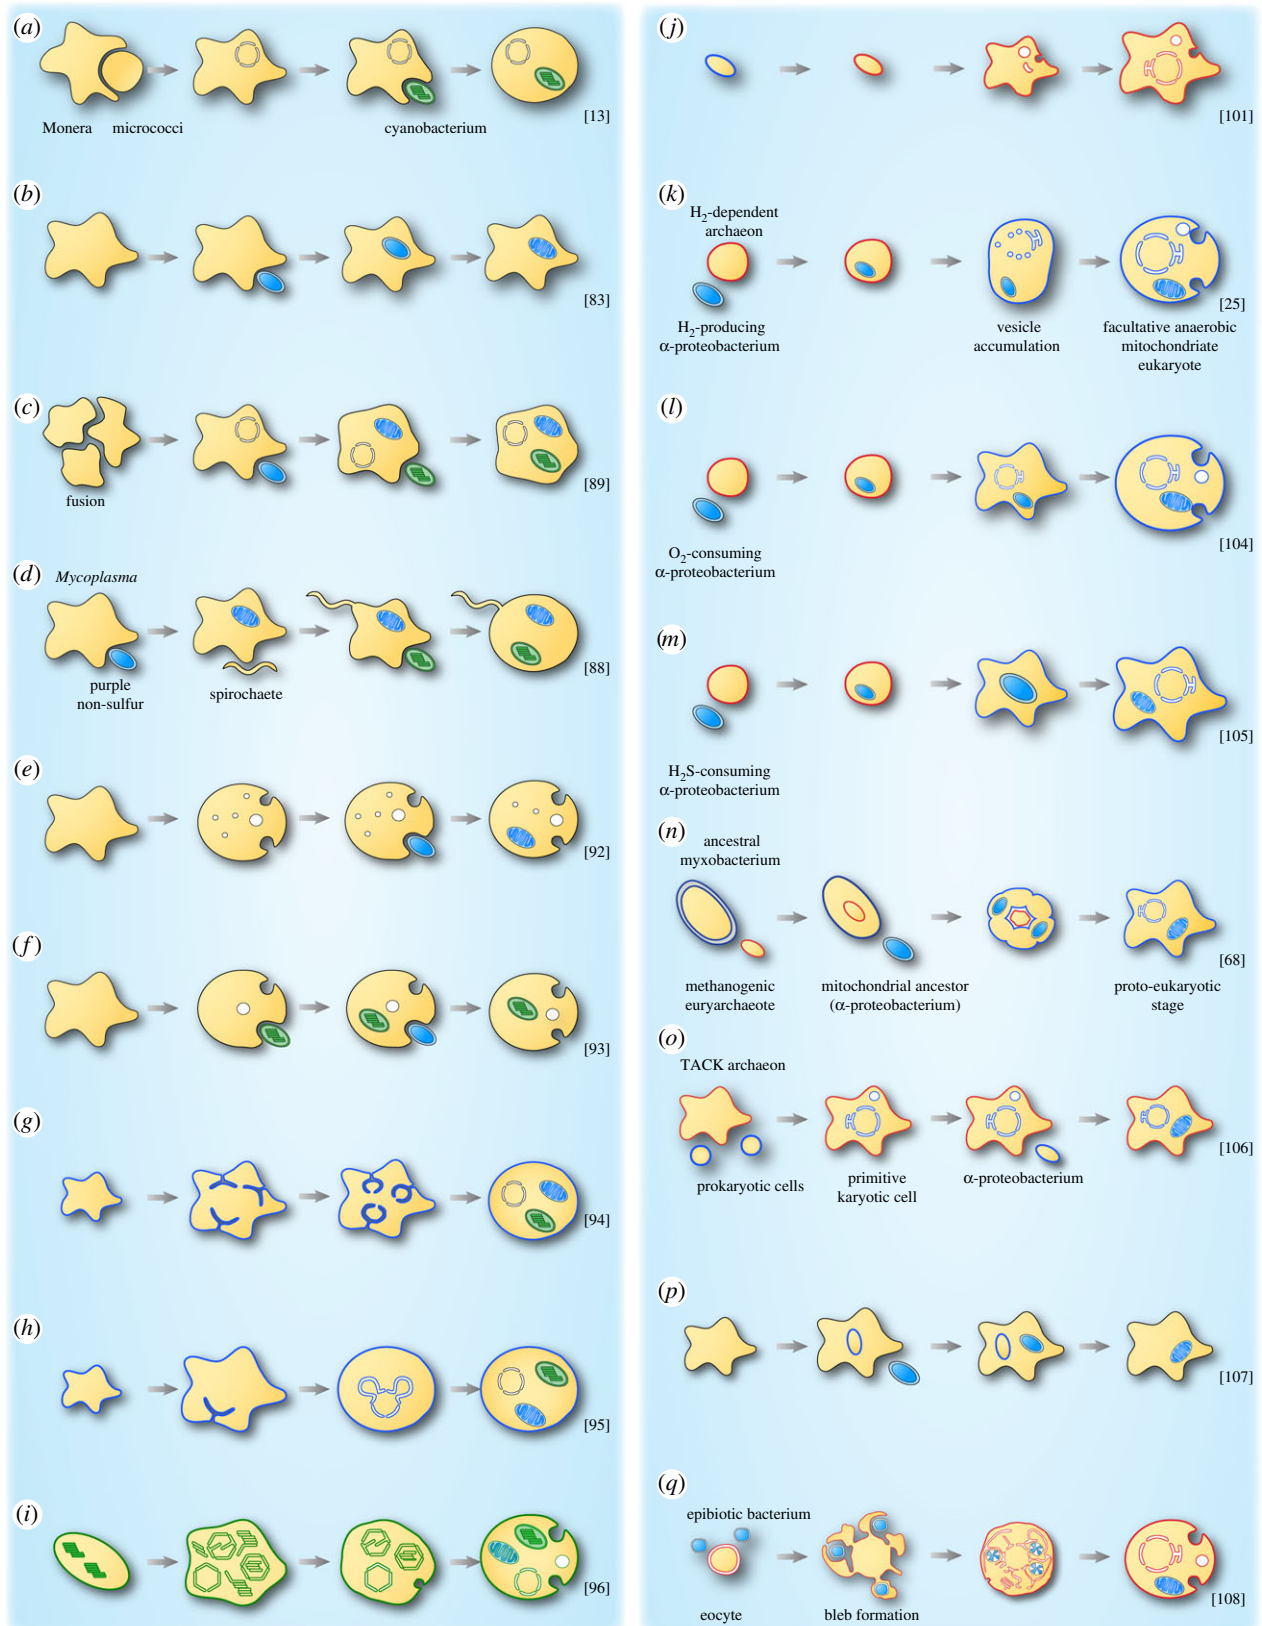 (a)
Monera micrococci
cyanobacterium
[13]
(b)
[83]
(c)
fusion
[89]
(d)
Mycoplasma
purple
non-sulfur
spirochaete
[88]
(e)
[92]
(f)
[93]
(g)
[94]
(h)
[95]
(i)
[96]
(j)
[101]
(k)
H2-dependent
archaeon
H2-producing
α-proteobacterium
vesicle
accumulation
facultative anaerobic
mitochondriate
eukaryote
[25]
(l)
O2-consuming
α-proteobacterium
[104]
(m)
H2S-consuming
α-proteobacterium
[105]
(n)
ancestral
myxobacterium
methanogenic
euryarchaeote
mitochondrial ancestor
(α-proteobacterium)
proto-eukaryotic
stage
[68]
(o)
TACK archaeon
prokaryotic cells
primitive
karyotic cell
α-proteobacterium
[106]
(p)
[107]
(q)
epibiotic bacterium
eocyte
bleb formation
[108]